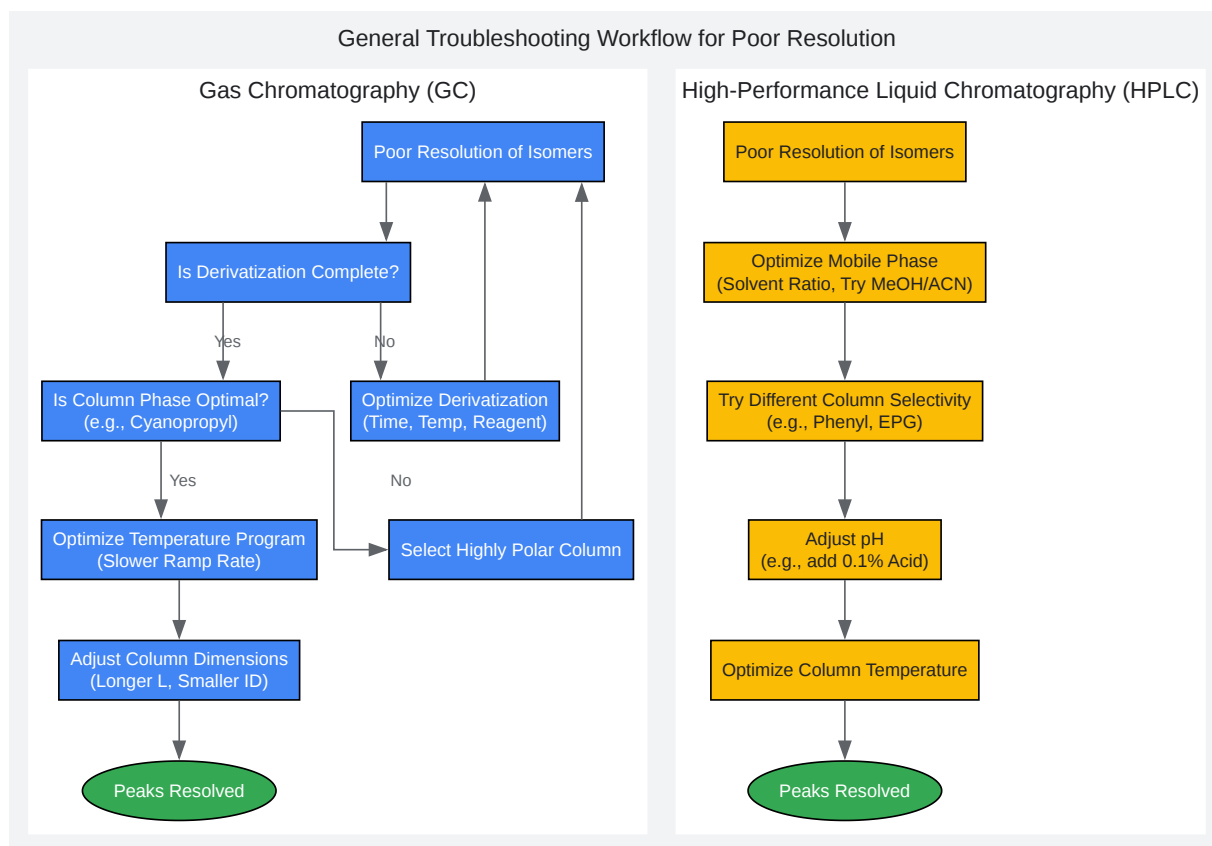 General Troubleshooting Workflow for Poor Resolution
Gas Chromatography (GC)
Poor Resolution of Isomers
Is Derivatization Complete?
Yes
No
Is Column Phase Optimal?
(e.g., Cyanopropyl)
Optimize Derivatization
(Time, Temp, Reagent)
Yes
No
Optimize Temperature Program
(Slower Ramp Rate)
Select Highly Polar Column
Adjust Column Dimensions
(Longer L, Smaller ID)
Peaks Resolved
High-Performance Liquid Chromatography (HPLC)
Poor Resolution of Isomers
Optimize Mobile Phase
(Solvent Ratio, Try MeOH/ACN)
Try Different Column Selectivity
(e.g., Phenyl, EPG)
Adjust pH
(e.g., add 0.1% Acid)
Optimize Column Temperature
Peaks Resolved